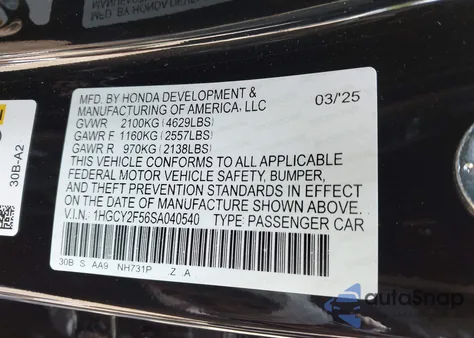 MFD. BY HONDA DEVELOPMENT &
MANUFACTURING OF AMERICA, LLC 03/'25
GVWR 2100KG (4629LBS)
GAWR F 1160KG (2557LBS)
GAWR R 970KG (2138LBS)
THIS VEHICLE CONFORMS TO ALL APPLICABLE
FEDERAL MOTOR VEHICLE SAFETY, BUMPER,
AND THEFT PREVENTION STANDARDS IN EFFECT
ON THE DATE OF MANUFACTURE SHOWN ABOVE.
V.I.N.: 1HGCY2F56SA040540 TYPE: PASSENGER CAR
30B S AA9 NH731P Z A
30B-A2
autoSnap